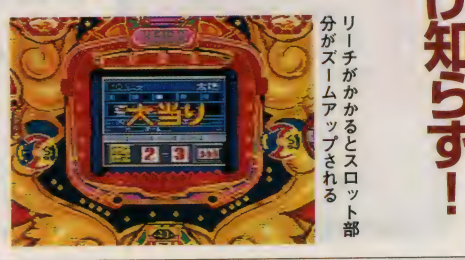 け知らず!
リーチがかかるとスロット部
分がズームアップされる
大当り
2 - 3